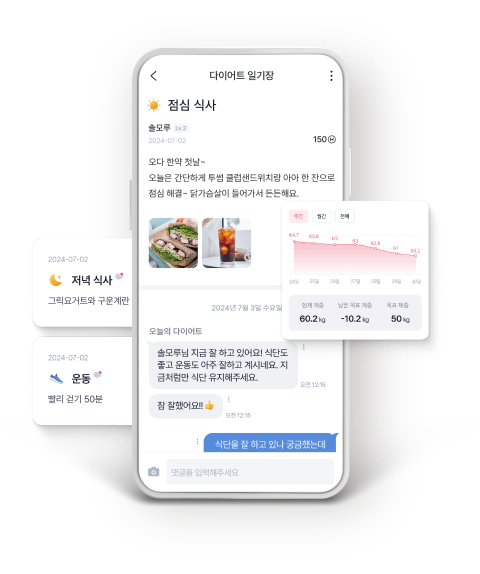 다이어트 일기장
점심 식사
솔모루 Lv.2
2024-07-02
150
오다 한약 첫날~
오늘은 간단하게 투썸 클럽샌드위치랑 아아 한 잔으로
점심 해결~ 닭가슴살이 들어가서 든든해요.
주간 월간 전체
64.7 63.8 63 63 62.8 61 60.2
24일 25일 26일 27일 28일 29일 30일
현재 체중 남은 목표 체중 목표 체중
60.2 kg -10.2 kg 50 kg
2024-07-02
저녁 식사
그릭요거트와 구운계란
2024-07-02
운동
빨리 걷기 50분
2024년 7월 3일 수요일
오늘의 다이어트
솔모루님 지금 잘 하고 있어요! 식단도
좋고 운동도 아주 잘하고 계시네요. 지
금처럼만 식단 유지해주세요.
오전 12:15
참 잘했어요!!
오전 12:15
식단을 잘 하고 있나 궁금했는데
댓글을 입력해주세요